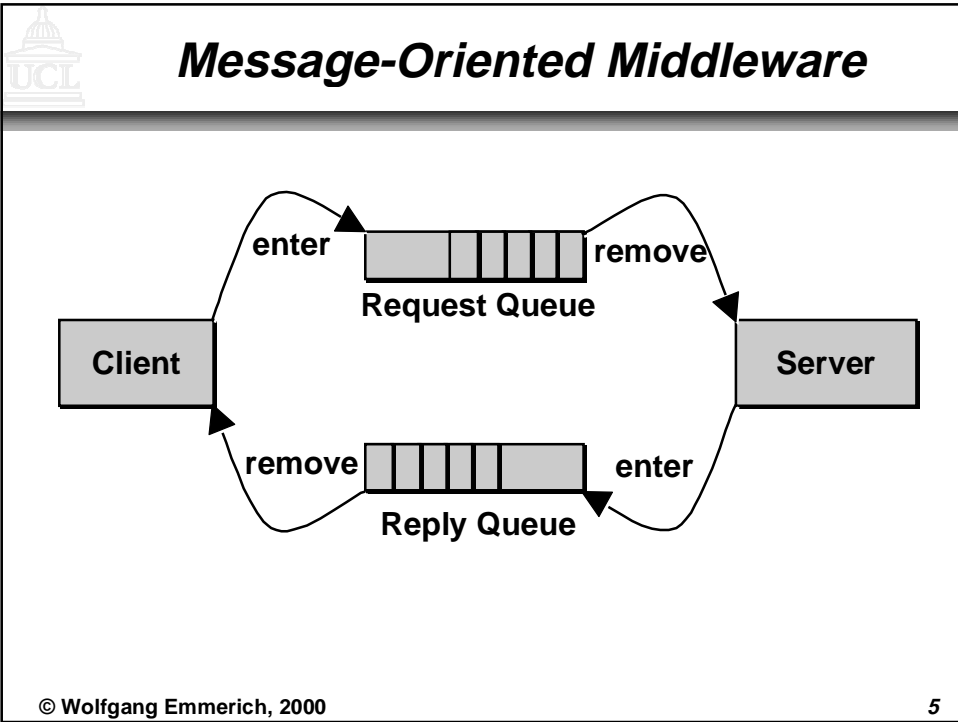 UCL
Message-Oriented Middleware
enter
remove
Request Queue
Client
Server
remove
enter
Reply Queue
© Wolfgang Emmerich, 2000
5